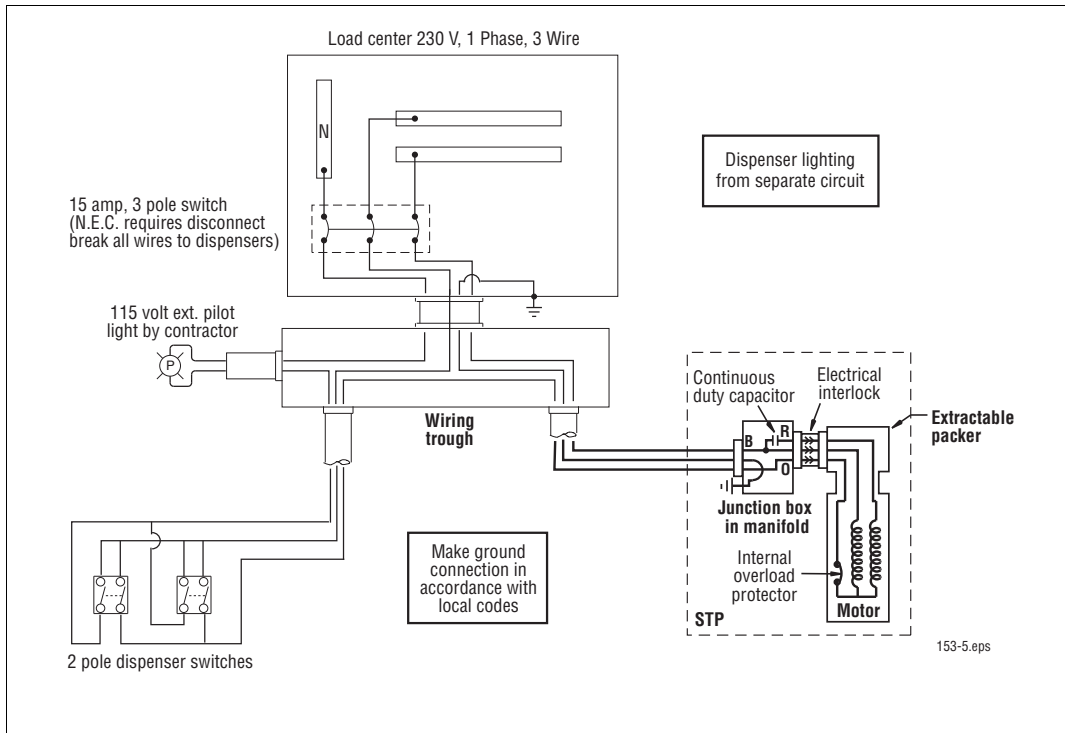 Load center 230 V, 1 Phase, 3 Wire
N
Dispenser lighting
from separate circuit
15 amp, 3 pole switch
(N.E.C. requires disconnect
break all wires to dispensers)
115 volt ext. pilot
light by contractor
P
Wiring
trough
Continuous
duty capacitor
Electrical
interlock
Extractable
packer
B
R
O
Junction box
in manifold
Make ground
connection in
accordance with
local codes
Internal
overload
protector
Motor
STP
2 pole dispenser switches
153-5.eps